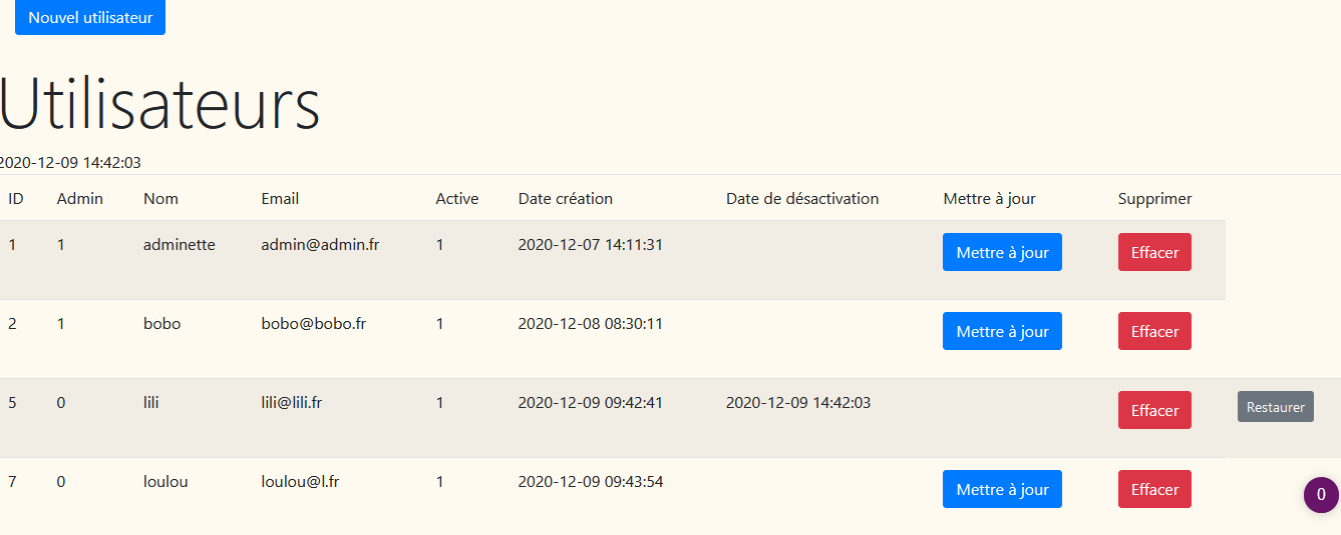 Nouvel utilisateur
Utilisateurs
2020-12-09 14:42:03
ID Admin Nom Email Active Date création Date de désactivation Mettre à jour Supprimer
1 1 adminette admin@admin.fr 1 2020-12-07 14:11:31 Mettre à jour Effacer
2 1 bobo bobo@bobo.fr 1 2020-12-08 08:30:11 Mettre à jour Effacer
5 0 lili lili@lili.fr 1 2020-12-09 09:42:41 2020-12-09 14:42:03 Effacer Restaurer
7 0 loulou loulou@l.fr 1 2020-12-09 09:43:54 Mettre à jour Effacer 0